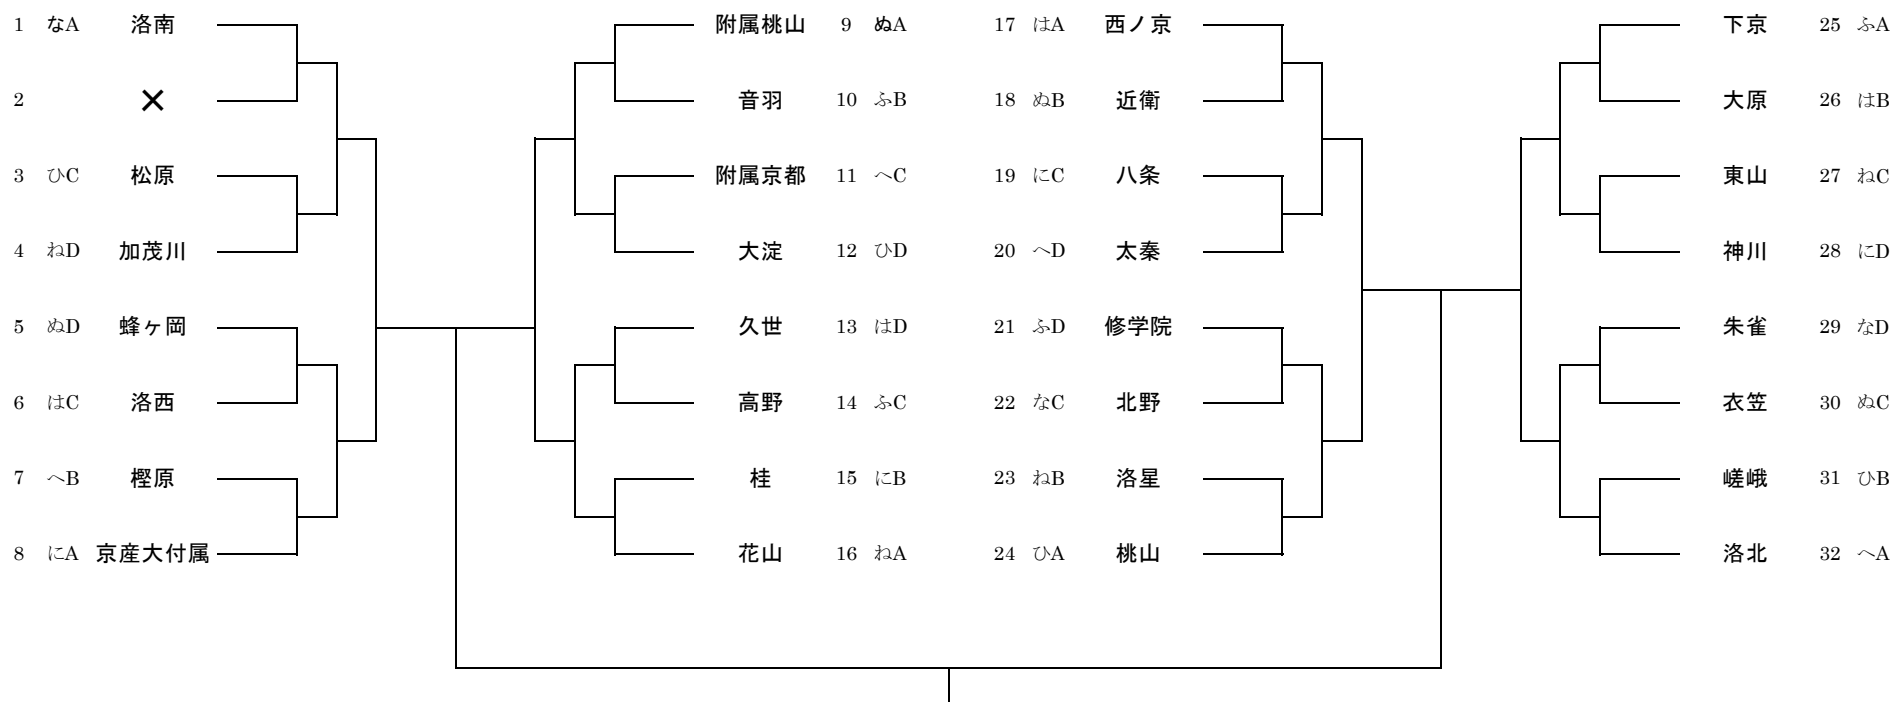 1 なA 洛南 附属桃山 9 ぬA 17 はA 西ノ京 下京 25 ふA
2 × 音羽 10 ふB 18 ぬB 近衛 大原 26 はB
3 ひC 松原 附属京都 11 へC 19 にC 八条 東山 27 ねC
4 ねD 加茂川 大淀 12 ひD 20 へD 太秦 神川 28 にD
5 ぬD 蜂ヶ岡 久世 13 はD 21 ふD 修学院 朱雀 29 なD
6 はC 洛西 高野 14 ふC 22 なC 北野 衣笠 30 ぬC
7 へB 樫原 桂 15 にB 23 ねB 洛星 嵯峨 31 ひB
8 にA 京産大付属 花山 16 ねA 24 ひA 桃山 洛北 32 へA